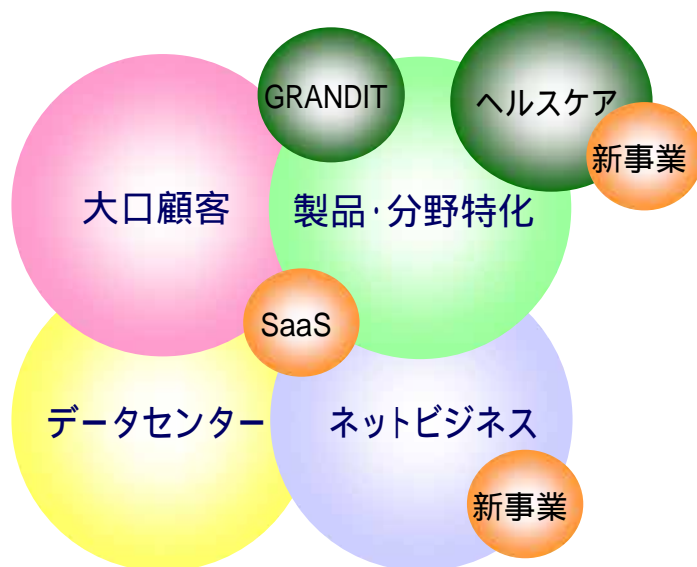 GRANDIT
ヘルスケア
新事業
大口顧客
製品・分野特化
SaaS
データセンター
ネットビジネス
新事業